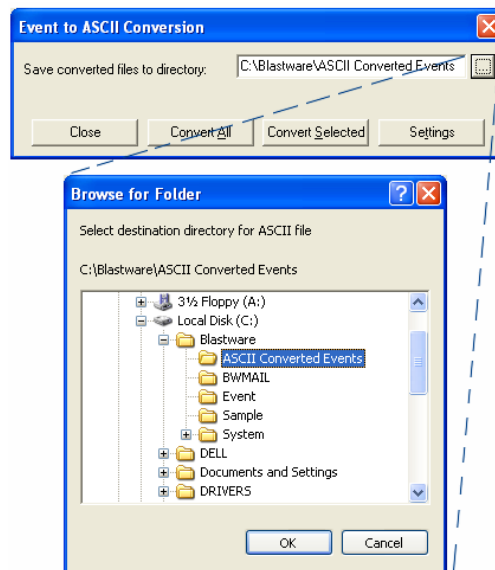 Event to ASCII Conversion
Save converted files to directory: C:\Blastware\ASCII Converted Events ...
Close Convert All Convert Selected Settings
Browse for Folder
Select destination directory for ASCII file
C:\Blastware\ASCII Converted Events
3½ Floppy (A:)
Local Disk (C:)
Blastware
ASCII Converted Events
BWMAIL
Event
Sample
System
DELL
Documents and Settings
DRIVERS
OK Cancel